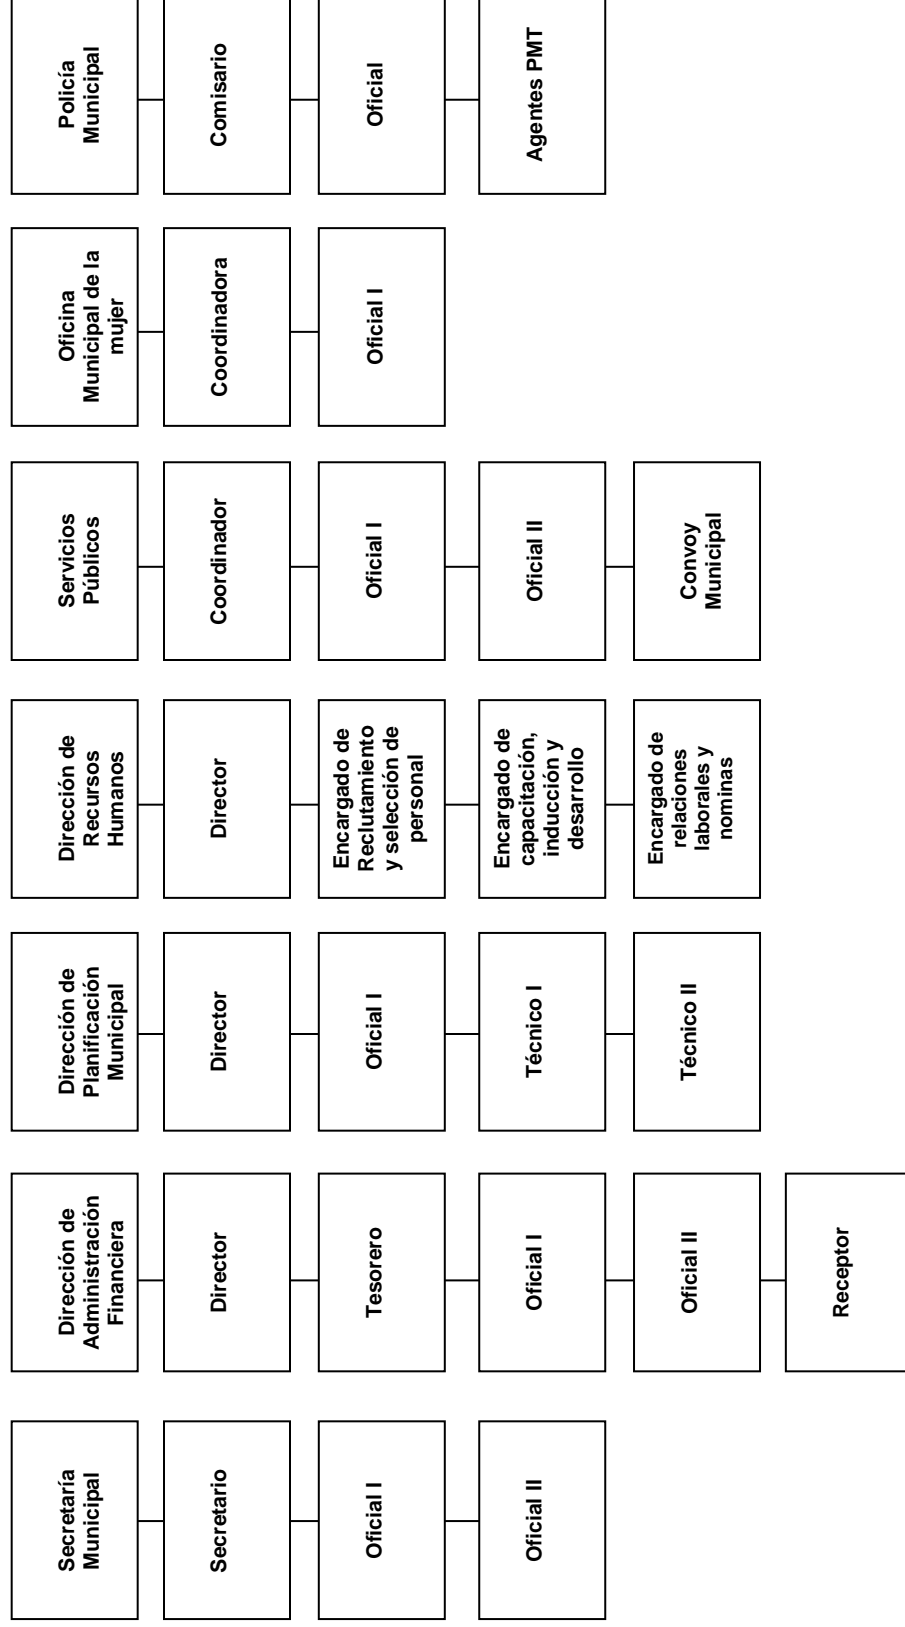 Secretaría
Municipal
Secretario
Oficial I
Oficial II
Dirección de
Administración
Financiera
Director
Tesorero
Oficial I
Oficial II
Receptor
Dirección de
Planificación
Municipal
Director
Oficial I
Técnico I
Técnico II
Dirección de
Recursos
Humanos
Director
Encargado de
Reclutamiento
y selección de
personal
Encargado de
capacitación,
inducción y
desarrollo
Encargado de
relaciones
laborales y
nominas
Servicios
Públicos
Coordinador
Oficial I
Oficial II
Convoy
Municipal
Oficina
Municipal de la
mujer
Coordinadora
Oficial I
Policía
Municipal
Comisario
Oficial
Agentes PMT